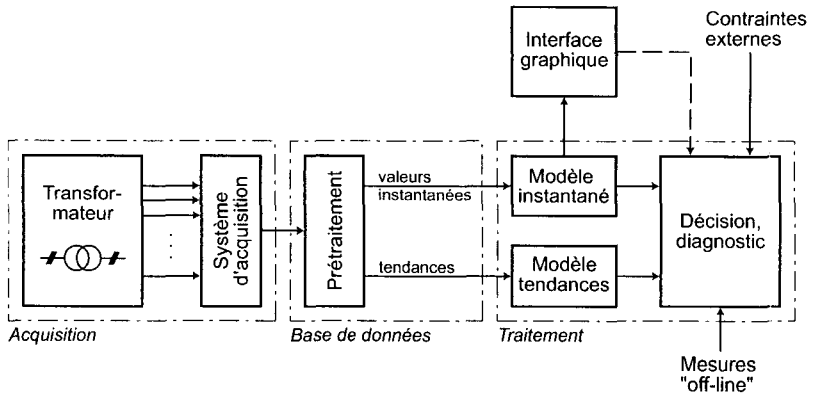 Interface
graphique
Contraintes
externes
Transfor-
mateur
Système
d'acquisition
Prétraitement
valeurs
instantanées
tendances
Modèle
instantané
Modèle
tendances
Décision,
diagnostic
Acquisition
Base de données
Traitement
Mesures
"off-line"